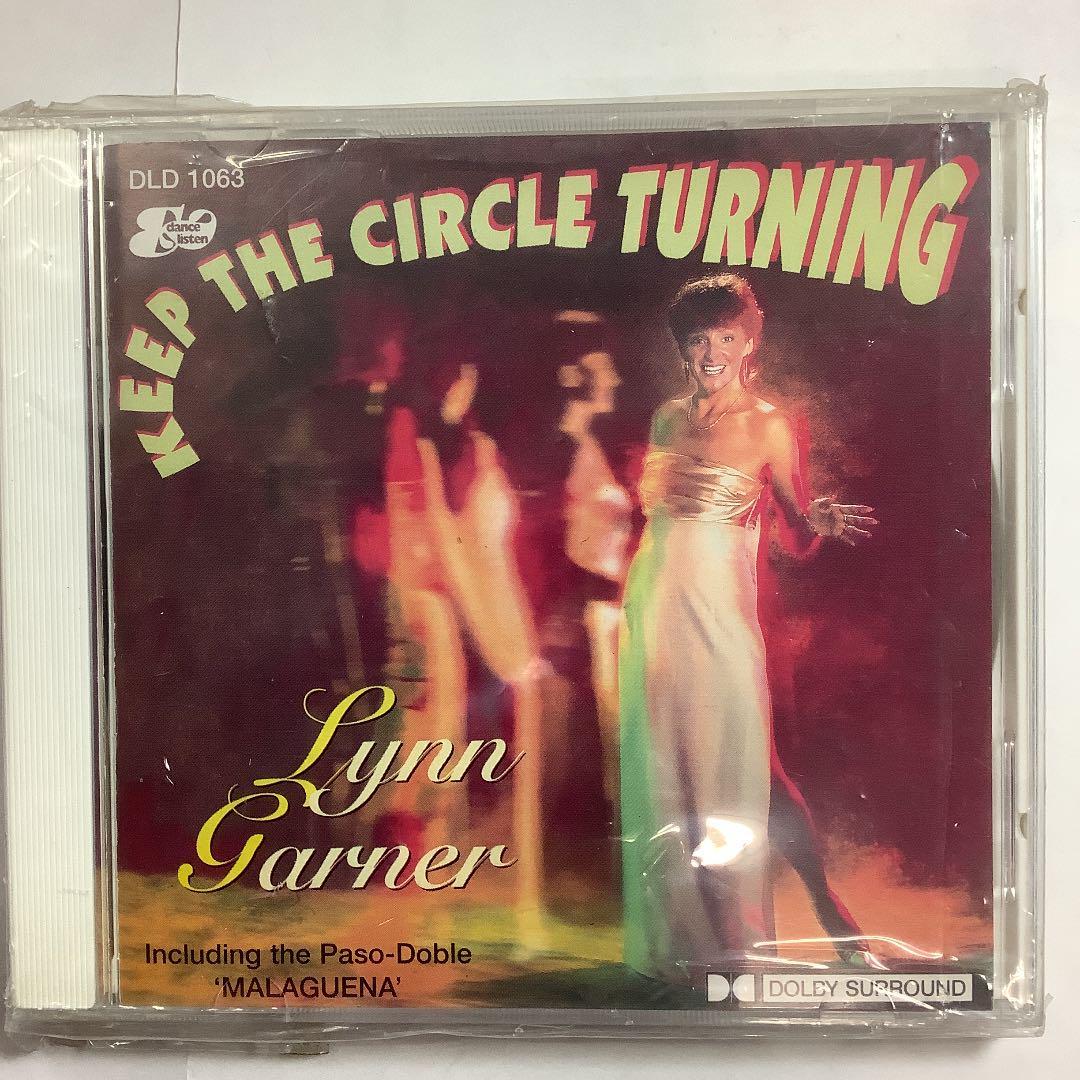 DLD 1063
dance
& listen
KEEP THE CIRCLE TURNING
Lynn
Garner
Including the Paso-Doble
‘MALAGUENA’
DOLBY SURROUND